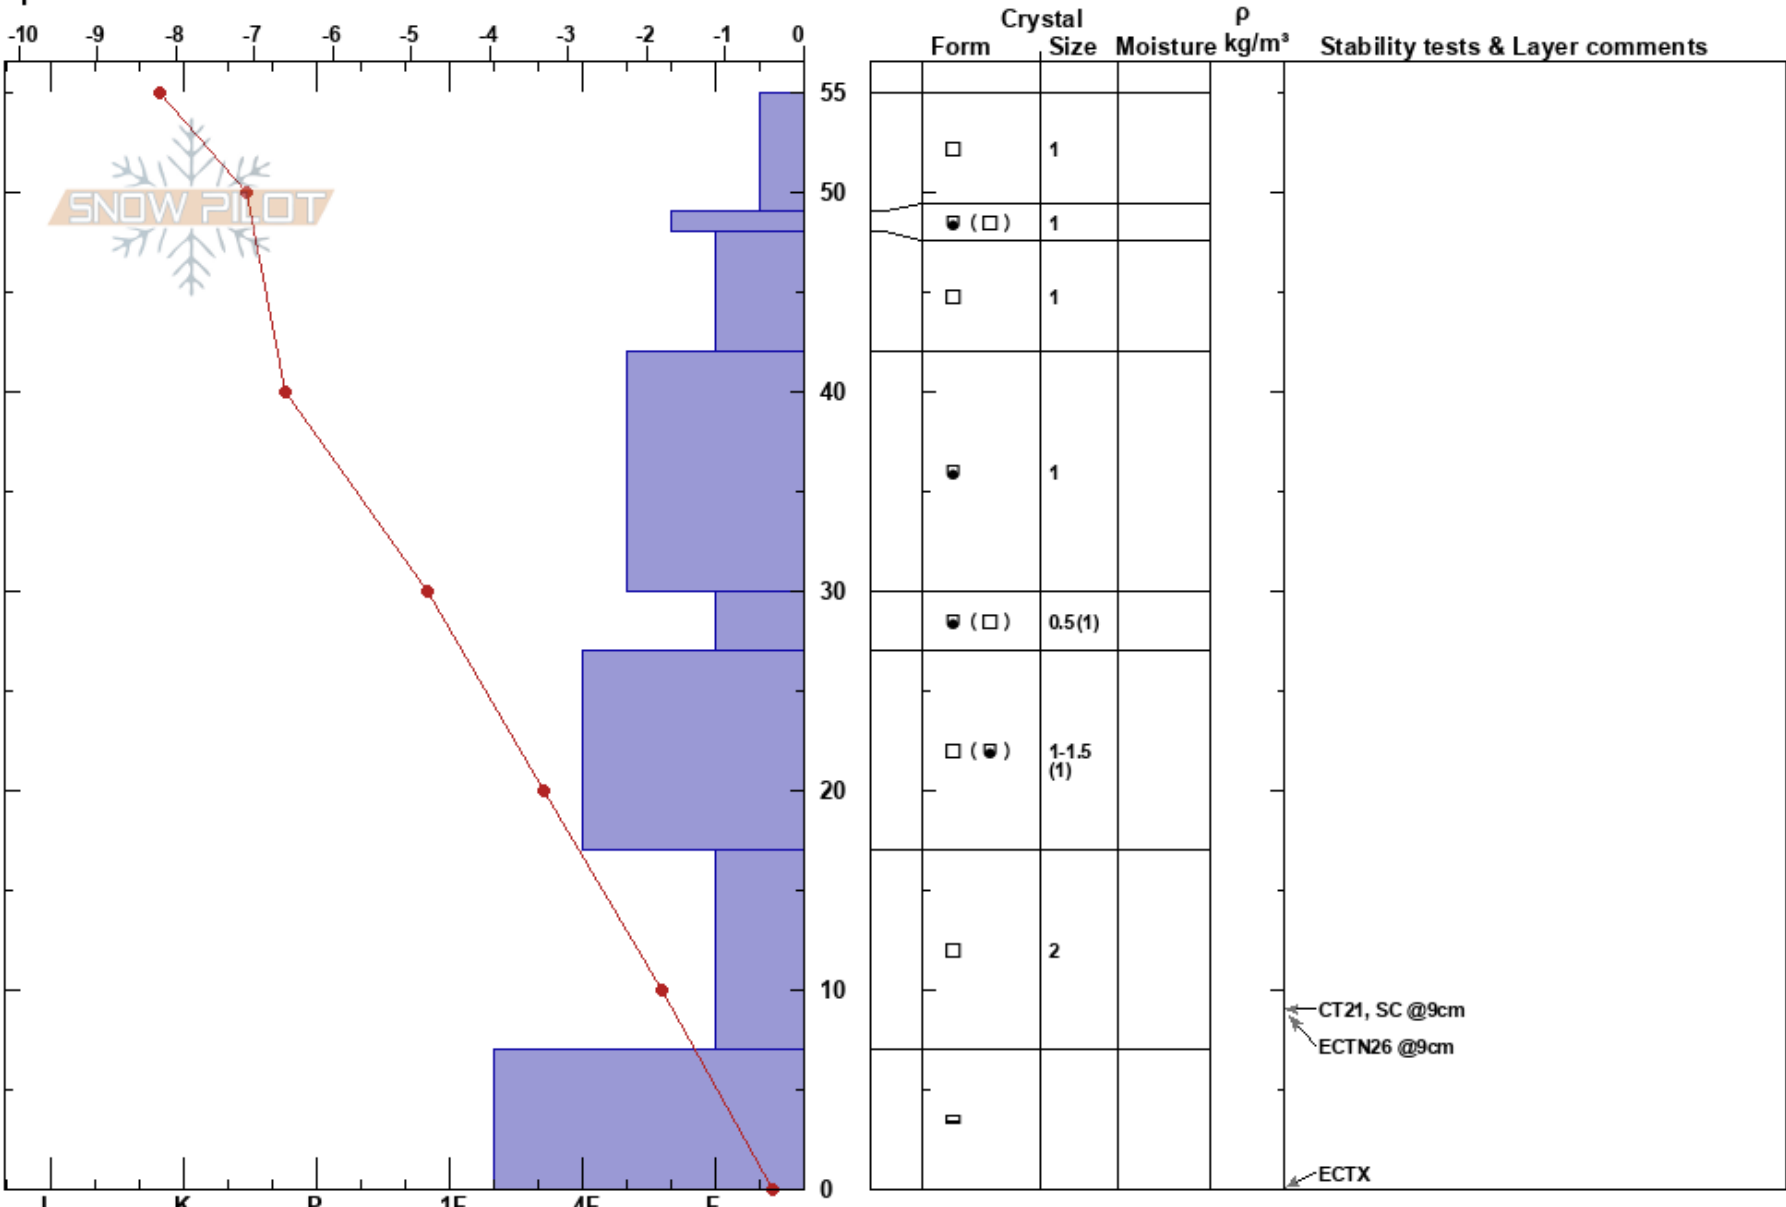 Crystal
ρ
-10 -9 -8 -7 -6 -5 -4 -3 -2 -1 0
Form Size Moisture kg/m³ Stability tests & Layer comments
55
1
SNOW PILOT
50
( ) 1
1
40
1
30
( ) 0.5(1)
( ) 1-1.5
(1)
20
2
10
CT21, SC @9cm
ECTN26 @9cm
ECTX
0
I K P 1F 4F F